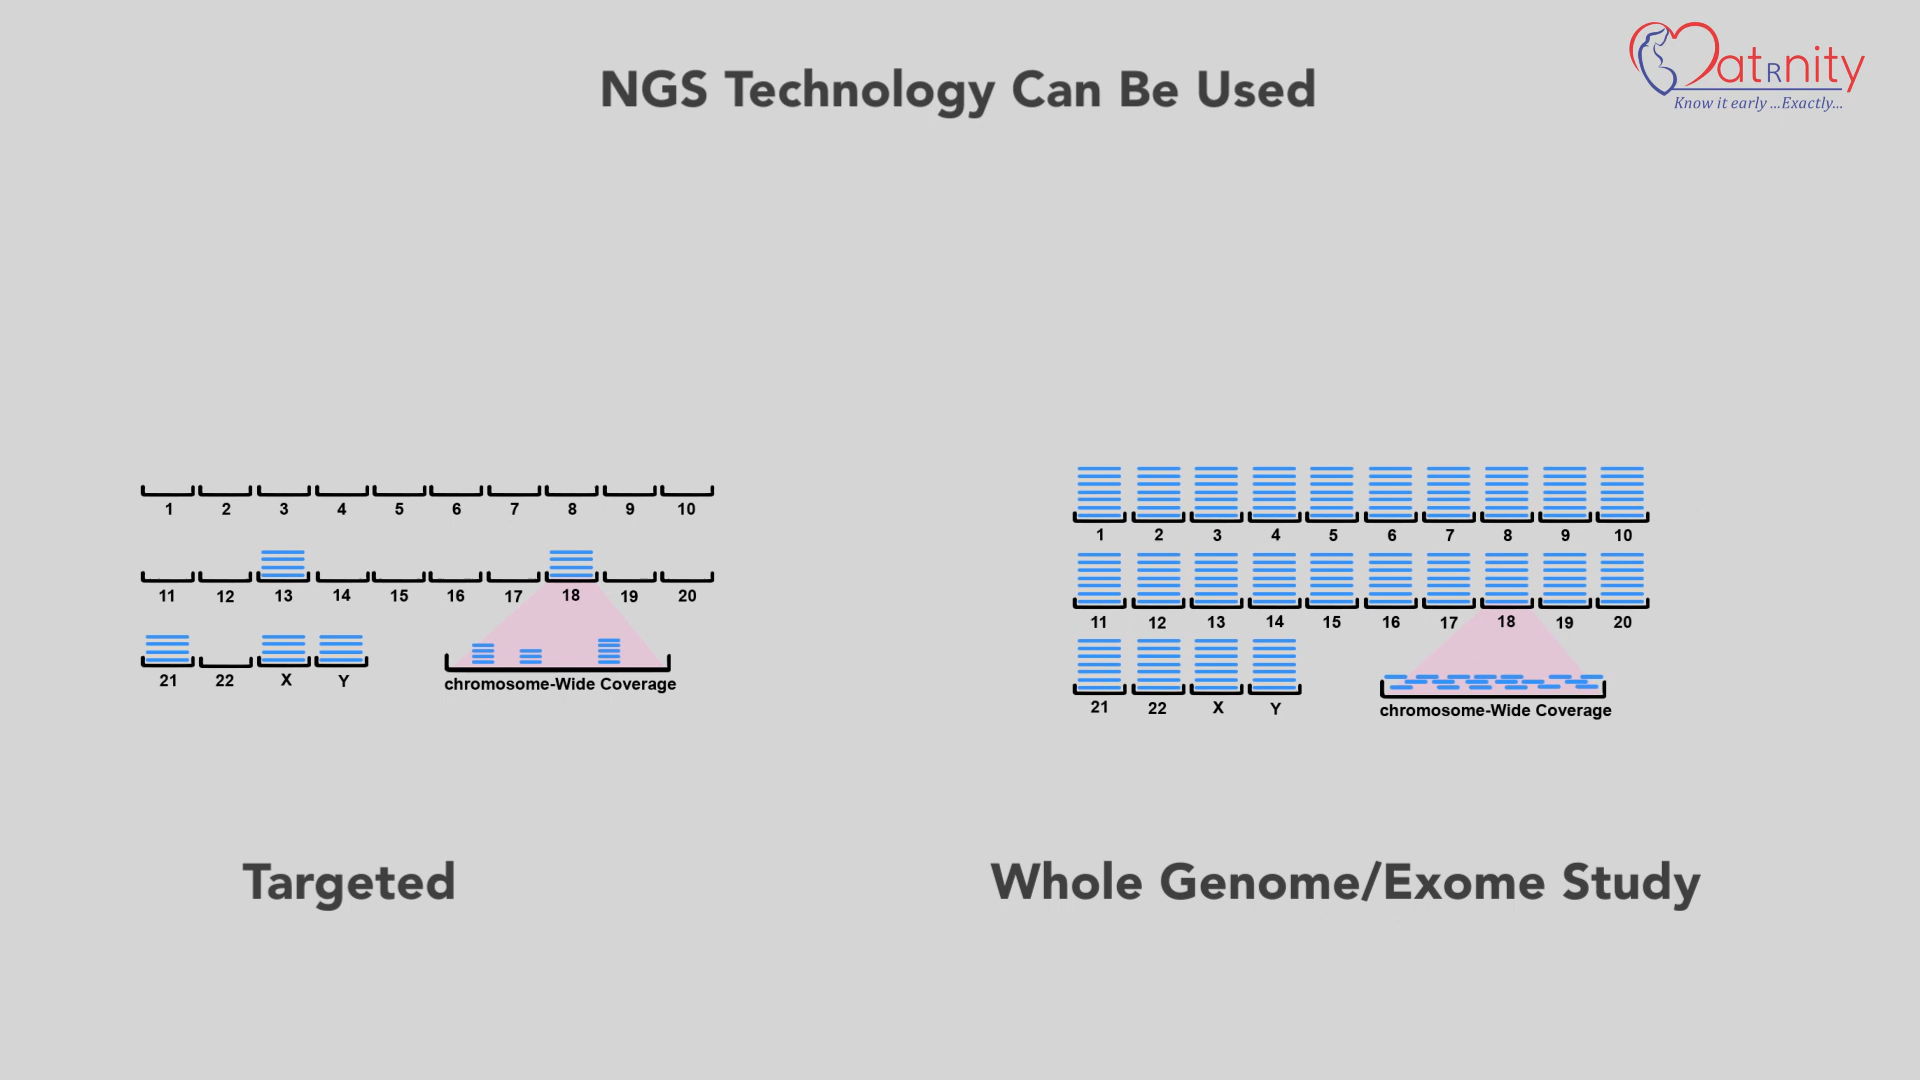 NGS Technology Can Be Used
MatRnity
Know it early ...Exactly...
1 2 3 4 5 6 7 8 9 10
11 12 13 14 15 16 17 18 19 20
21 22 X Y
chromosome-Wide Coverage
Targeted
1 2 3 4 5 6 7 8 9 10
11 12 13 14 15 16 17 18 19 20
21 22 X Y
chromosome-Wide Coverage
Whole Genome/Exome Study